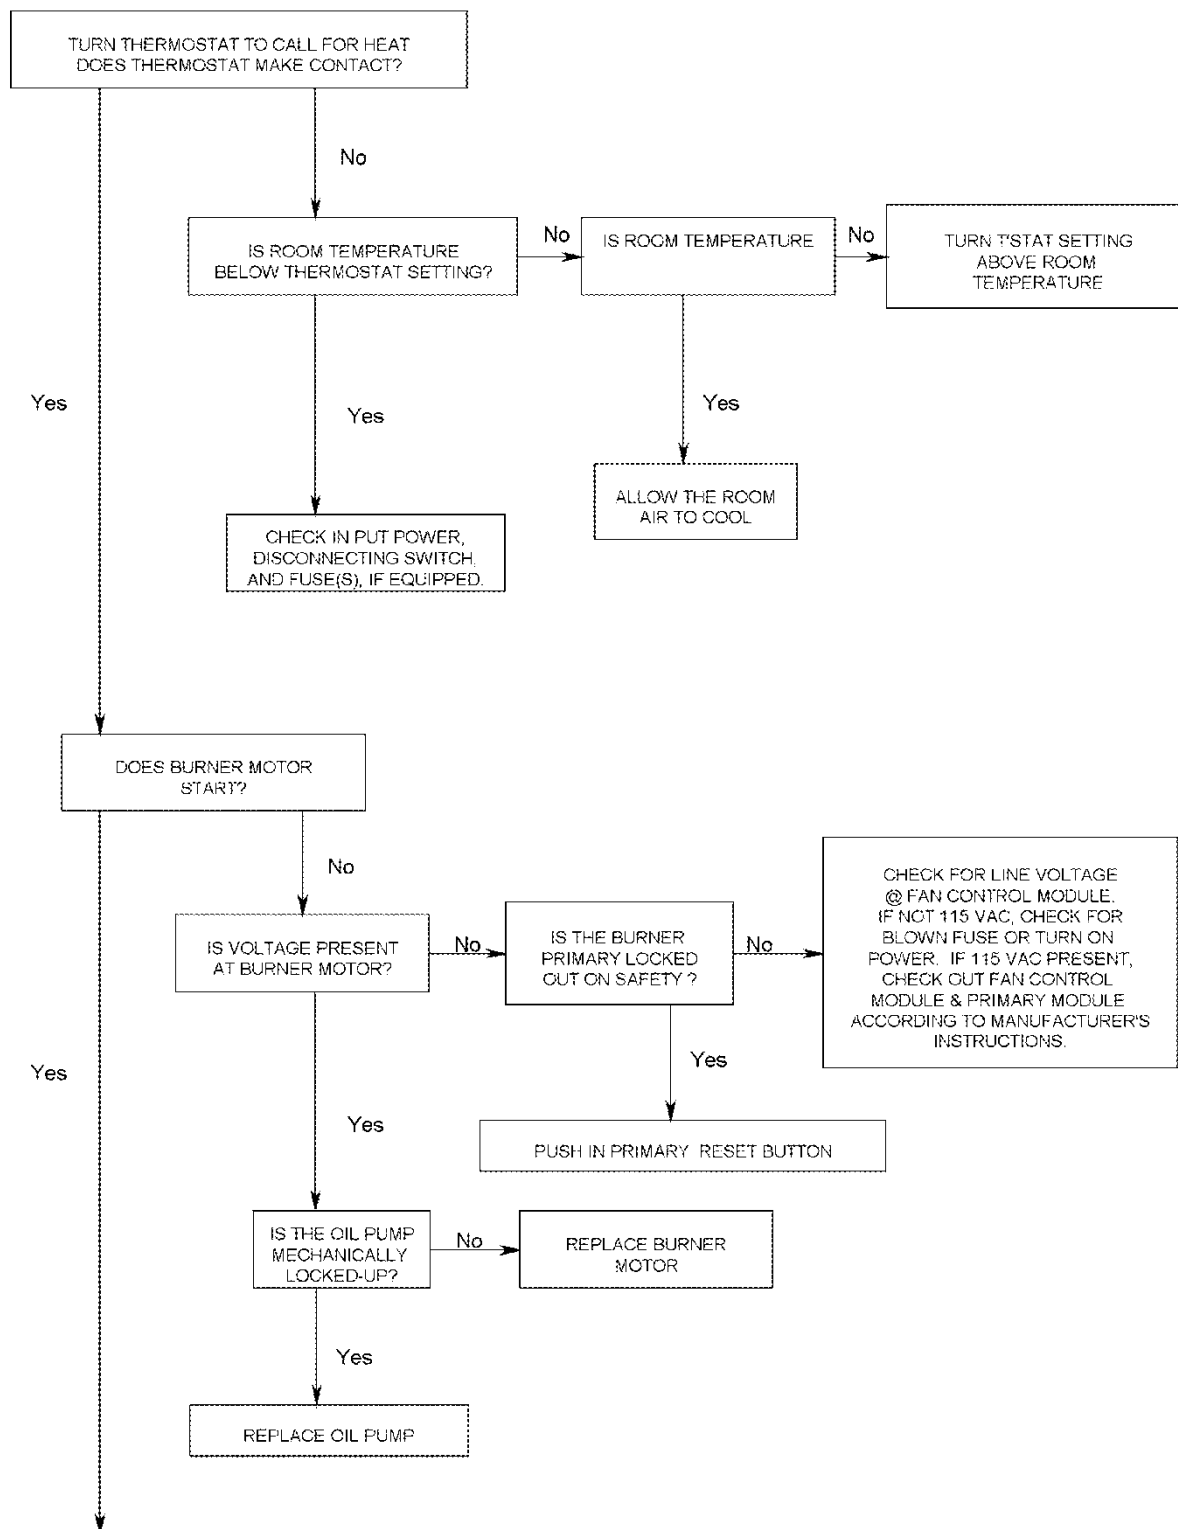 TURN THERMOSTAT TO CALL FOR HEAT
DOES THERMOSTAT MAKE CONTACT?
No
IS ROOM TEMPERATURE
BELOW THERMOSTAT SETTING?
No
IS ROOM TEMPERATURE
No
TURN T'STAT SETTING
ABOVE ROOM
TEMPERATURE
Yes
Yes
Yes
ALLOW THE ROOM
AIR TO COOL
CHECK IN PUT POWER,
DISCONNECTING SWITCH,
AND FUSE(S), IF EQUIPPED.
DOES BURNER MOTOR
START?
No
IS VOLTAGE PRESENT
AT BURNER MOTOR?
No
IS THE BURNER
PRIMARY LOCKED
OUT ON SAFETY ?
No
CHECK FOR LINE VOLTAGE
@ FAN CONTROL MODULE.
IF NOT 115 VAC, CHECK FOR
BLOWN FUSE OR TURN ON
POWER. IF 115 VAC PRESENT,
CHECK OUT FAN CONTROL
MODULE & PRIMARY MODULE
ACCORDING TO MANUFACTURER'S
INSTRUCTIONS.
Yes
Yes
Yes
PUSH IN PRIMARY RESET BUTTON
IS THE OIL PUMP
MECHANICALLY
LOCKED-UP?
No
REPLACE BURNER
MOTOR
Yes
REPLACE OIL PUMP